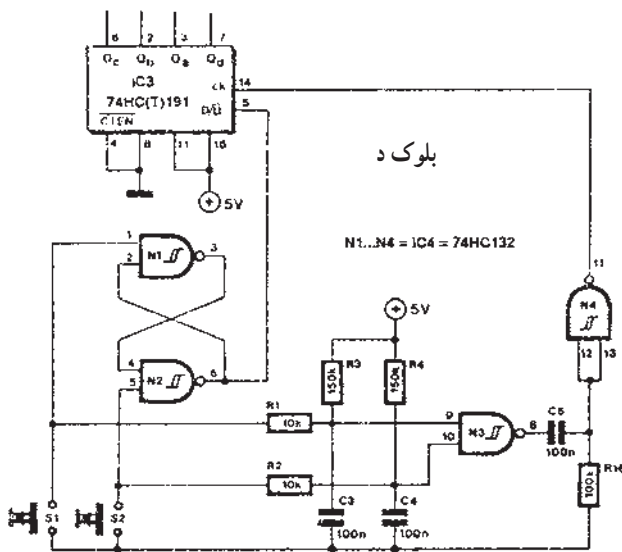 6 2 3 7
Qc Qb Qa Qd
IC3
74HC(T)191
CK 14
D/U 5
CTEN
4 8 11 16
+ 5V
بلوک د
N1...N4 = IC4 = 74HC132
1
2
N1
3
4
5
N2
6
+ 5V
R3
150k
R4
150k
R1
10k
R2
10k
9
10
N3
8
C5
100n
11
N4
12 13
100k
C3
100n
C4
100n
S1
S2